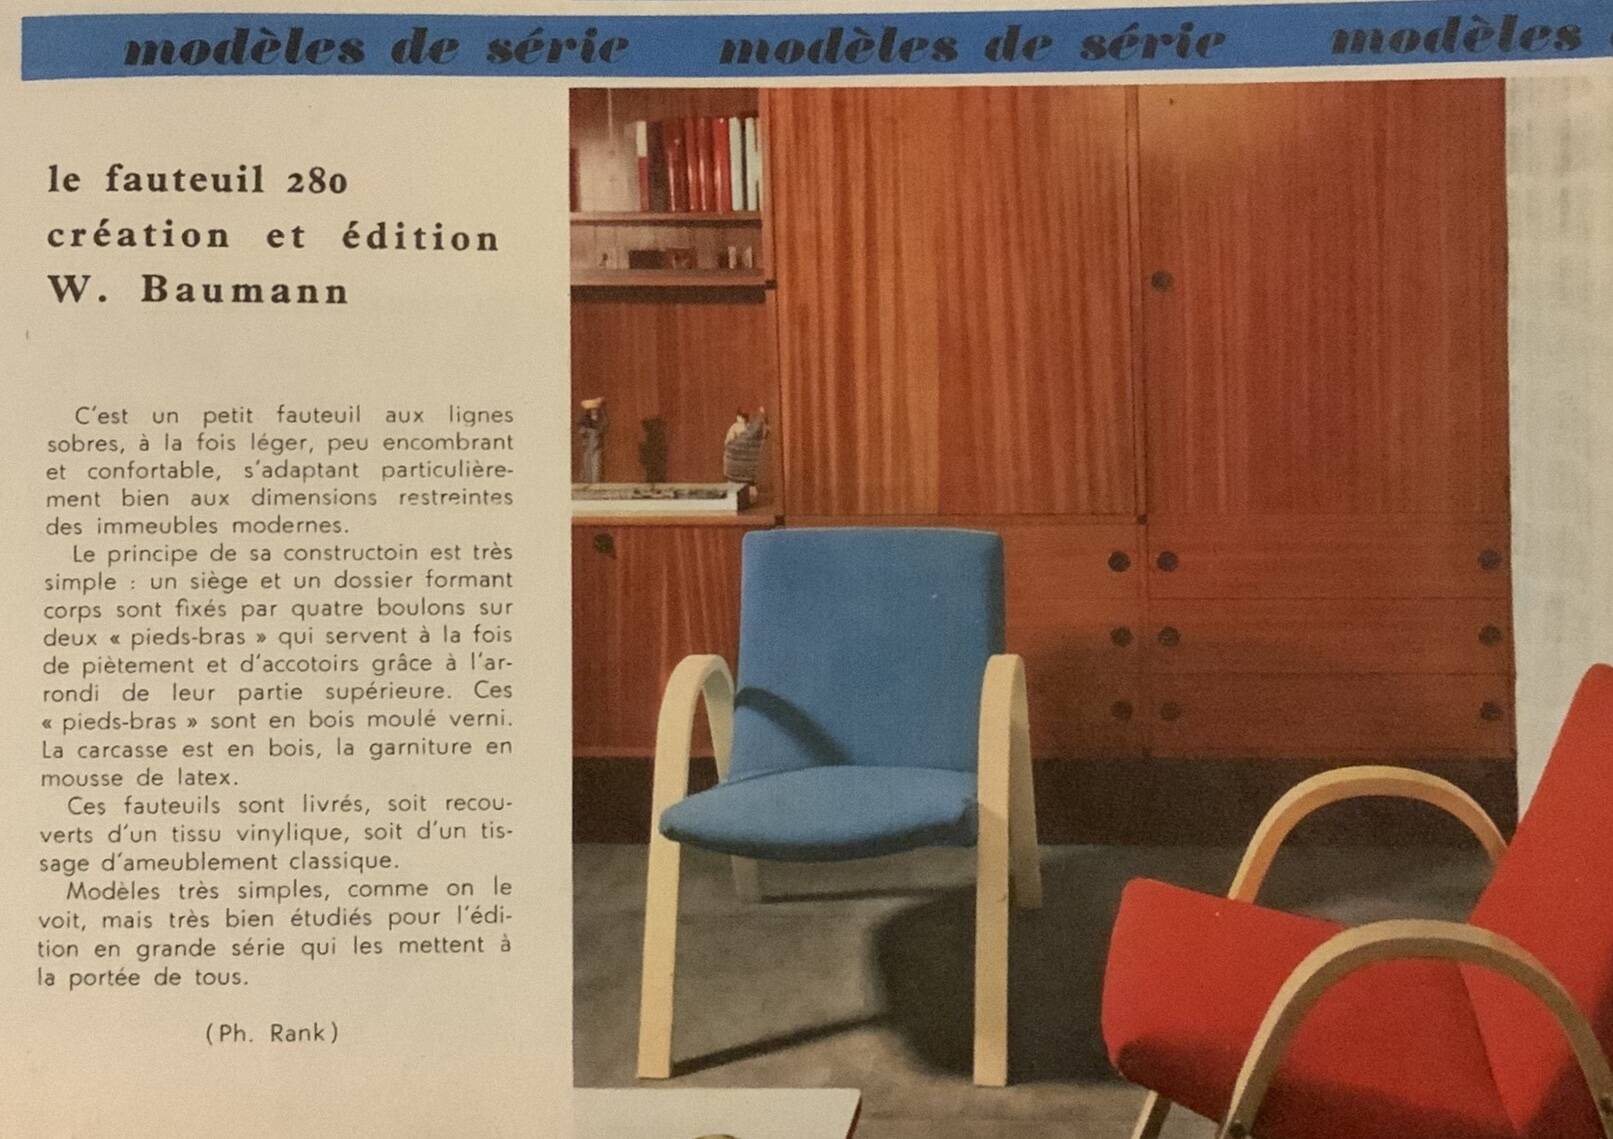 modèles de série modèles de série modèles
le fauteuil 280
création et édition
W. Baumann
C'est un petit fauteuil aux lignes
sobres, à la fois léger, peu encombrant
et confortable, s'adaptant particulière-
ment bien aux dimensions restreintes
des immeubles modernes.
Le principe de sa constructoin est très
simple : un siège et un dossier formant
corps sont fixés par quatre boulons sur
deux « pieds-bras » qui servent à la fois
de piètement et d'accotoirs grâce à l'ar-
rondi de leur partie supérieure. Ces
« pieds-bras » sont en bois moulé verni.
La carcasse est en bois, la garniture en
mousse de latex.
Ces fauteuils sont livrés, soit recou-
verts d'un tissu vinylique, soit d'un tis-
sage d'ameublement classique.
Modèles très simples, comme on le
voit, mais très bien étudiés pour l'édi-
tion en grande série qui les mettent à
la portée de tous.
(Ph. Rank)